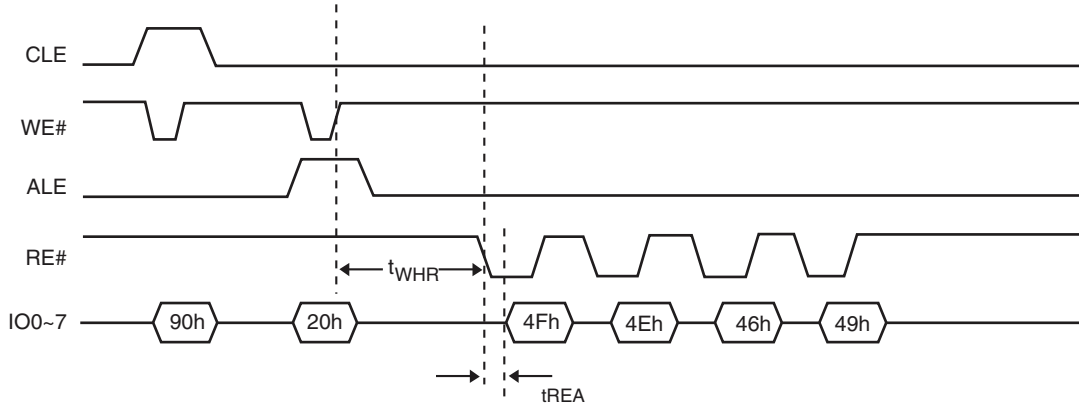 CLE
WE#
ALE
RE#
tWHR
IO0~7 90h 20h 4Fh 4Eh 46h 49h
tREA